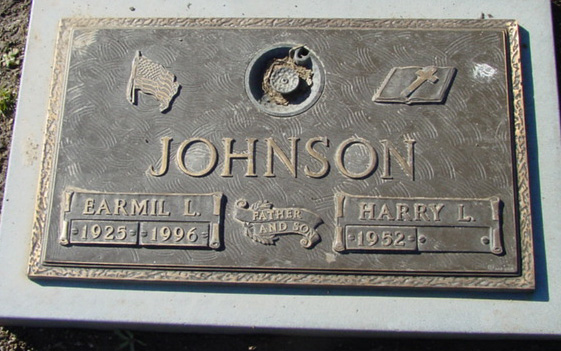 JOHNSON
EARMIL L.
1925 1996
FATHER
AND SON
HARRY L.
1952